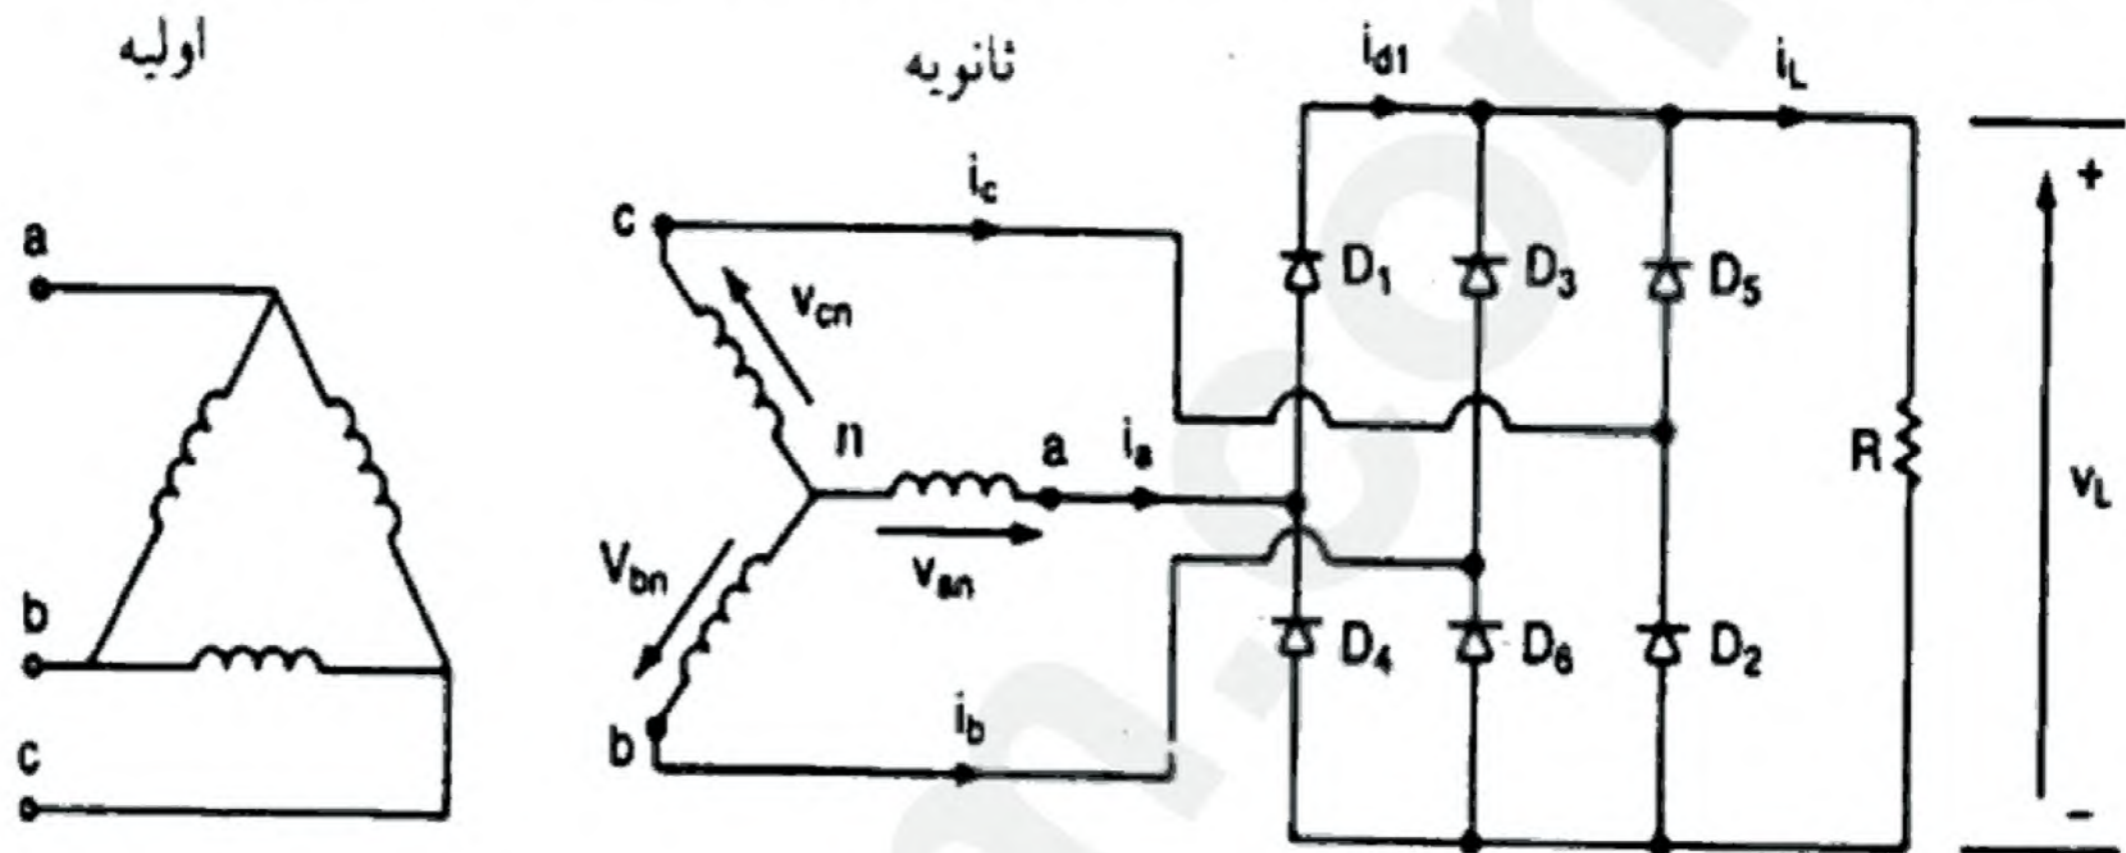 اولیه
ثانویه
i_d1
i_L
i_c
c
a
v_cn
D₁
D₃
D₅
+
n
a
i_a
R
v_L
V_bn
v_an
b
D₄
D₆
D₂
b
i_b
c
−